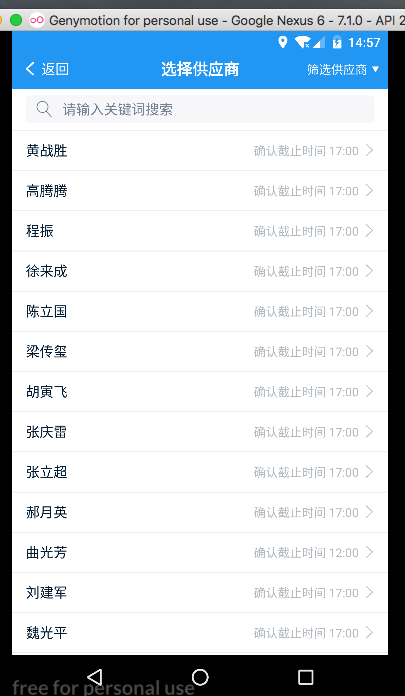 Genymotion for personal use - Google Nexus 6 - 7.1.0 - API 2
14:57
返回 选择供应商 筛选供应商
请输入关键词搜索
黄战胜 确认截止时间 17:00
高腾腾 确认截止时间 17:00
程振 确认截止时间 17:00
徐来成 确认截止时间 17:00
陈立国 确认截止时间 17:00
梁传玺 确认截止时间 17:00
胡寅飞 确认截止时间 17:00
张庆雷 确认截止时间 17:00
张立超 确认截止时间 17:00
郝月英 确认截止时间 17:00
曲光芳 确认截止时间 12:00
刘建军 确认截止时间 17:00
魏光平 确认截止时间 17:00
free for personal use